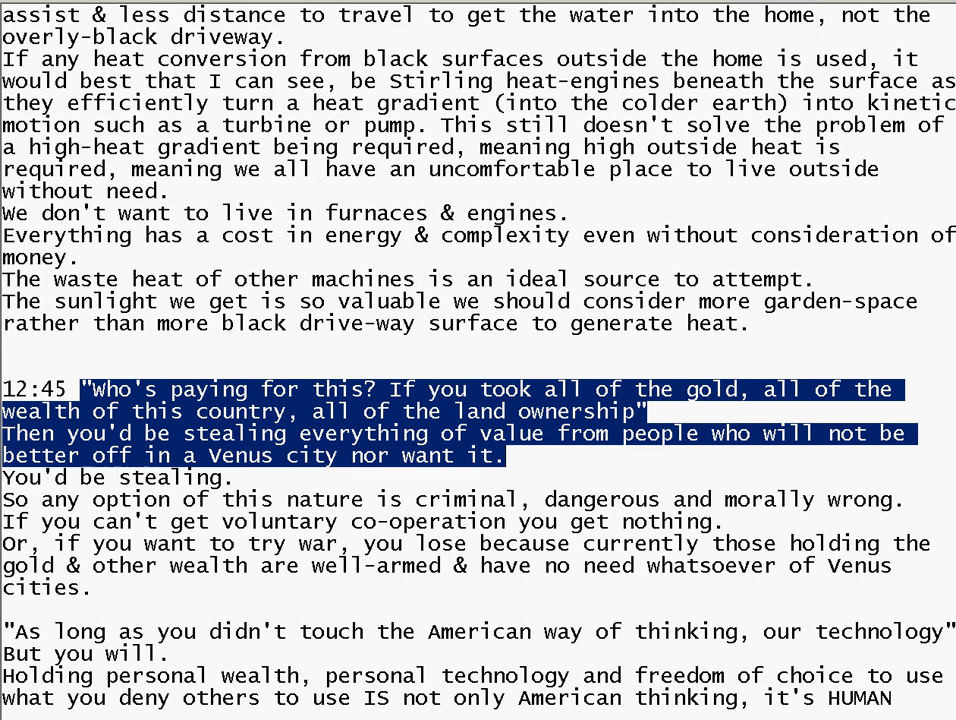 assist & less distance to travel to get the water into the home, not the
overly-black driveway.
If any heat conversion from black surfaces outside the home is used, it
would best that I can see, be Stirling heat-engines beneath the surface as
they efficiently turn a heat gradient (into the colder earth) into kinetic
motion such as a turbine or pump. This still doesn't solve the problem of
a high-heat gradient being required, meaning high outside heat is
required, meaning we all have an uncomfortable place to live outside
without need.
We don't want to live in furnaces & engines.
Everything has a cost in energy & complexity even without consideration of
money.
The waste heat of other machines is an ideal source to attempt.
The sunlight we get is so valuable we should consider more garden-space
rather than more black drive-way surface to generate heat.
12:45 "Who's paying for this? If you took all of the gold, all of the
wealth of this country, all of the land ownership"
Then you'd be stealing everything of value from people who will not be
better off in a Venus city nor want it.
You'd be stealing.
So any option of this nature is criminal, dangerous and morally wrong.
If you can't get voluntary co-operation you get nothing.
Or, if you want to try war, you lose because currently those holding the
gold & other wealth are well-armed & have no need whatsoever of Venus
cities.
"As long as you didn't touch the American way of thinking, our technology"
But you will.
Holding personal wealth, personal technology and freedom of choice to use
what you deny others to use IS not only American thinking, it's HUMAN